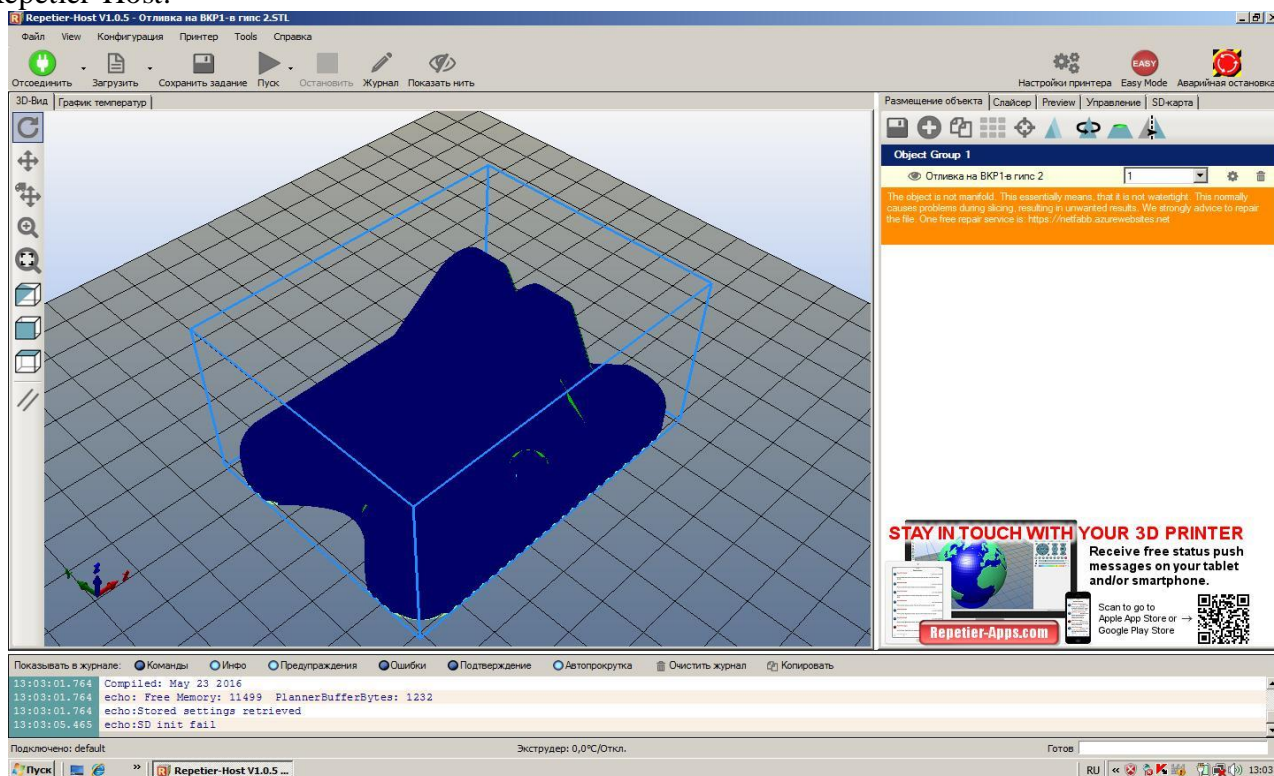 Repetier-Host.
Repetier-Host V1.0.5 - Отливка на ВКР1-в гипс 2.STL
Файл View Конфигурация Принтер Tools Справка
Отсоединить Загрузить Сохранить задание Пуск Остановить Журнал Показать нить
EASY
Настройки принтера Easy Mode Аварийная остановка
3D-Вид График температур
Размещение объекта Слайсер Preview Управление SD-карта
Object Group 1
Отливка на ВКР1-в гипс 2 1
The object is not manifold. This essentially means, that it is not watertight. This normally
causes problems during slicing, resulting in unwanted results. We strongly advice to repair
the file. One free repair service is: https://netfabb.azurewebsites.net
STAY IN TOUCH WITH YOUR 3D PRINTER
Receive free status push
messages on your tablet
and/or smartphone.
Scan to go to
Apple App Store or →
Google Play Store
Repetier-Apps.com
Показывать в журнале: Команды Инфо Предупраждения Ошибки Подтверждение Автопрокрутка Очистить журнал Копировать
13:03:01.764 Compiled: May 23 2016
13:03:01.764 echo: Free Memory: 11499 PlannerBufferBytes: 1232
13:03:01.764 echo:Stored settings retrieved
13:03:05.465 echo:SD init fail
Подключено: default Экструдер: 0,0°C/Откл. Готов
Пуск » Repetier-Host V1.0.5 ... RU « 13:03